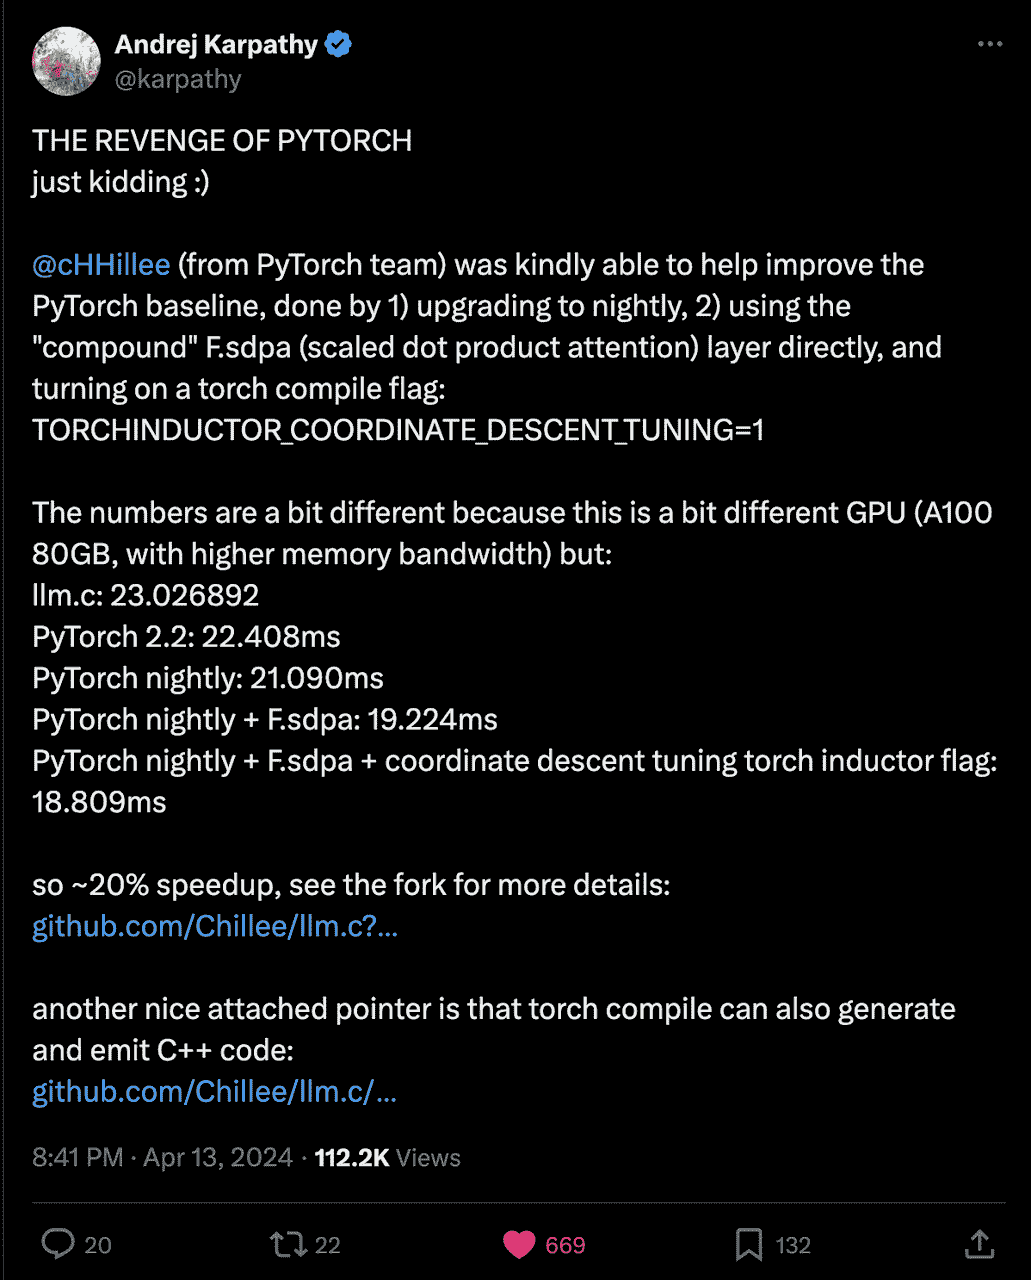 Andrej Karpathy
@karpathy
THE REVENGE OF PYTORCH
just kidding :)
@cHHillee (from PyTorch team) was kindly able to help improve the
PyTorch baseline, done by 1) upgrading to nightly, 2) using the
"compound" F.sdpa (scaled dot product attention) layer directly, and
turning on a torch compile flag:
TORCHINDUCTOR_COORDINATE_DESCENT_TUNING=1
The numbers are a bit different because this is a bit different GPU (A100
80GB, with higher memory bandwidth) but:
llm.c: 23.026892
PyTorch 2.2: 22.408ms
PyTorch nightly: 21.090ms
PyTorch nightly + F.sdpa: 19.224ms
PyTorch nightly + F.sdpa + coordinate descent tuning torch inductor flag:
18.809ms
so ~20% speedup, see the fork for more details:
github.com/Chillee/llm.c?...
another nice attached pointer is that torch compile can also generate
and emit C++ code:
github.com/Chillee/llm.c/...
8:41 PM · Apr 13, 2024 · 112.2K Views
20 22 669 132